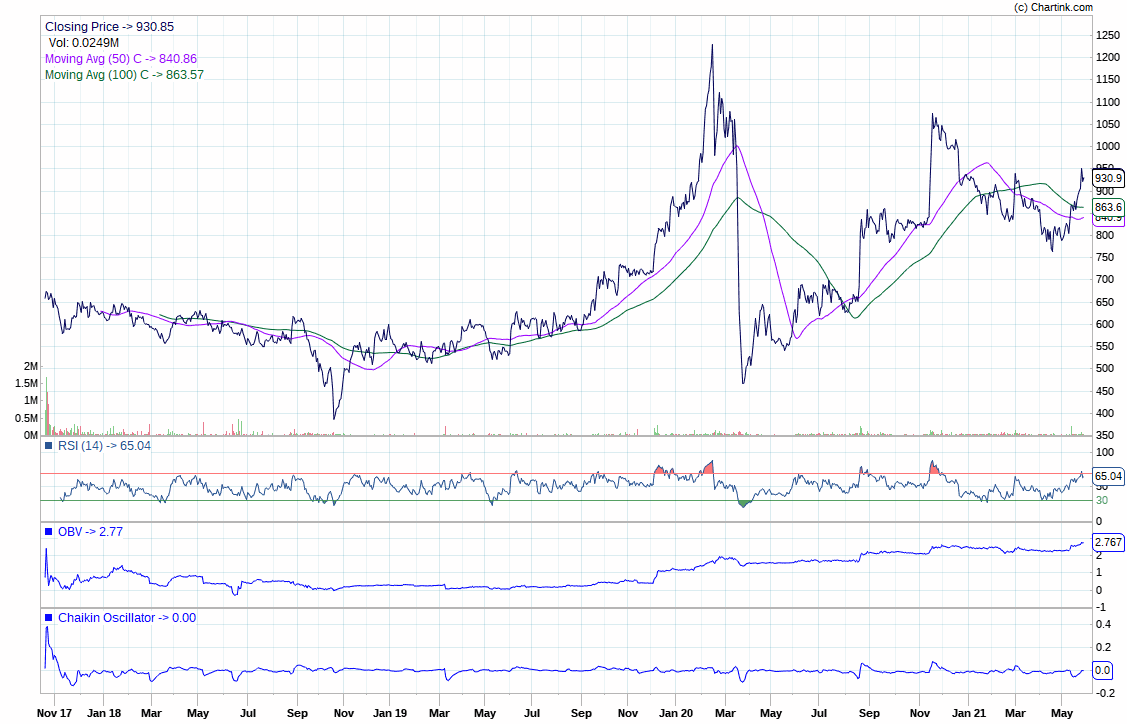 (c) Chartink.com
Closing Price -> 930.85
Vol: 0.0249M
Moving Avg (50) C -> 840.86
Moving Avg (100) C -> 863.57
1250
1200
1150
1100
1050
1000
950
930.9
900
863.6
840.9
800
750
700
650
600
550
500
450
400
350
2M
1.5M
1M
0.5M
0M
RSI (14) -> 65.04
100
65.04
50
30
0
OBV -> 2.77
2.767
2
1
0
-1
Chaikin Oscillator -> 0.00
0.4
0.2
0.0
-0.2
Nov 17 Jan 18 Mar May Jul Sep Nov Jan 19 Mar May Jul Sep Nov Jan 20 Mar May Jul Sep Nov Jan 21 Mar May